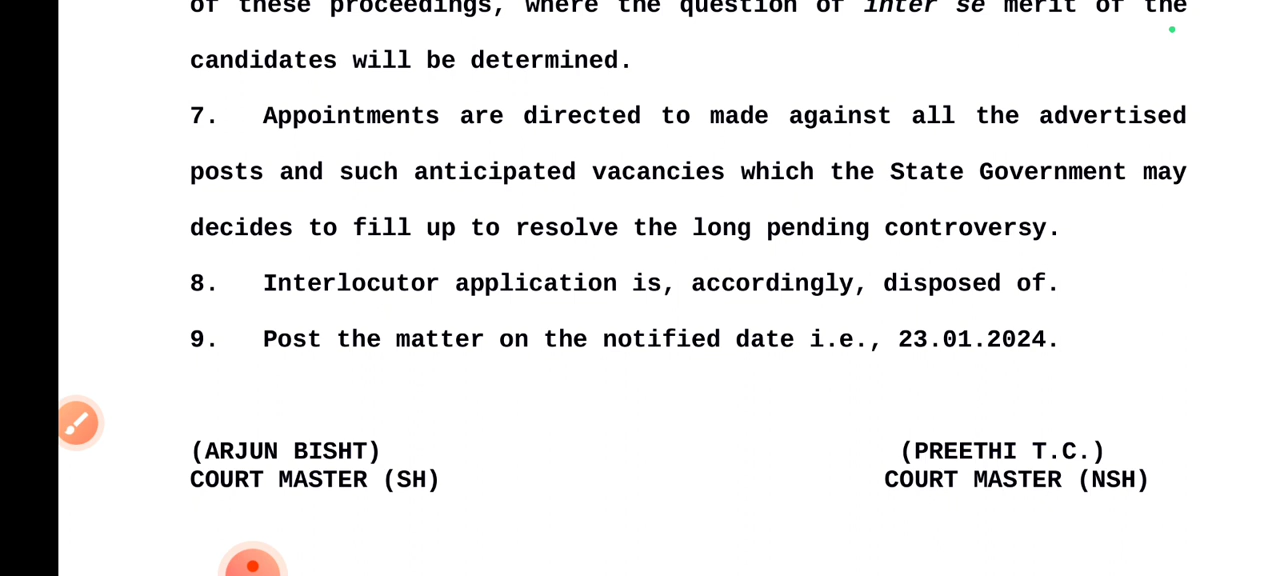 of these proceedings, where the question of inter se merit of the
candidates will be determined.
7. Appointments are directed to made against all the advertised
posts and such anticipated vacancies which the State Government may
decides to fill up to resolve the long pending controversy.
8. Interlocutor application is, accordingly, disposed of.
9. Post the matter on the notified date i.e., 23.01.2024.
(ARJUN BISHT) (PREETHI T.C.)
COURT MASTER (SH) COURT MASTER (NSH)